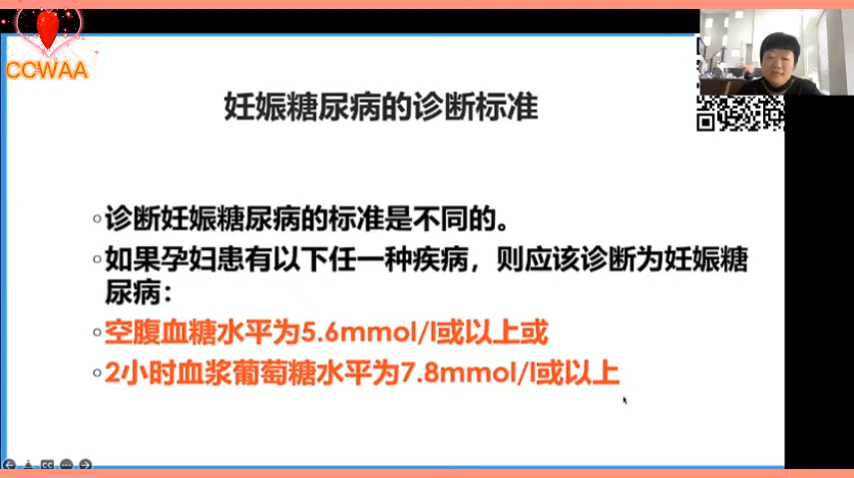 CCWAA
妊娠糖尿病的诊断标准
诊断妊娠糖尿病的标准是不同的。
如果孕妇患有以下任一种疾病，则应该诊断为妊娠糖
尿病：
空腹血糖水平为5.6mmol/l或以上或
2小时血浆葡萄糖水平为7.8mmol/l或以上